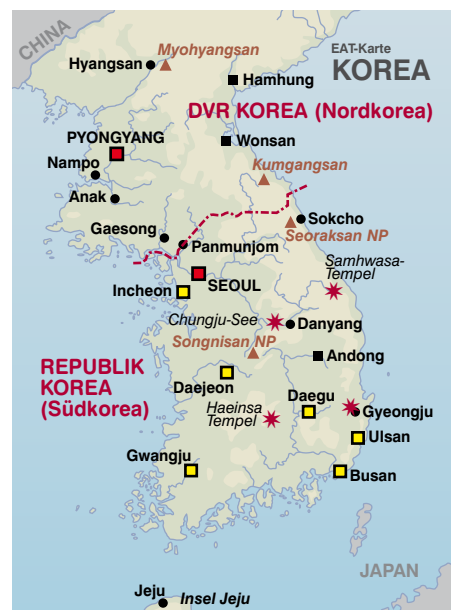 CHINA
Myohyangsan
Hyangsan
EAT-Karte
KOREA
Hamhung
DVR KOREA (Nordkorea)
PYONGYANG
Wonsan
Nampo
Kumgangsan
Anak
Gaesong
Sokcho
Panmunjom
Seoraksan NP
Samhwasa-
Tempel
SEOUL
Incheon
Chungju-See
Danyang
Songnisan NP
Andong
REPUBLIK
KOREA
(Südkorea)
Daejeon
Daegu
Haeinsa
Tempel
Gyeongju
Ulsan
Gwangju
Busan
JAPAN
Jeju
Insel Jeju